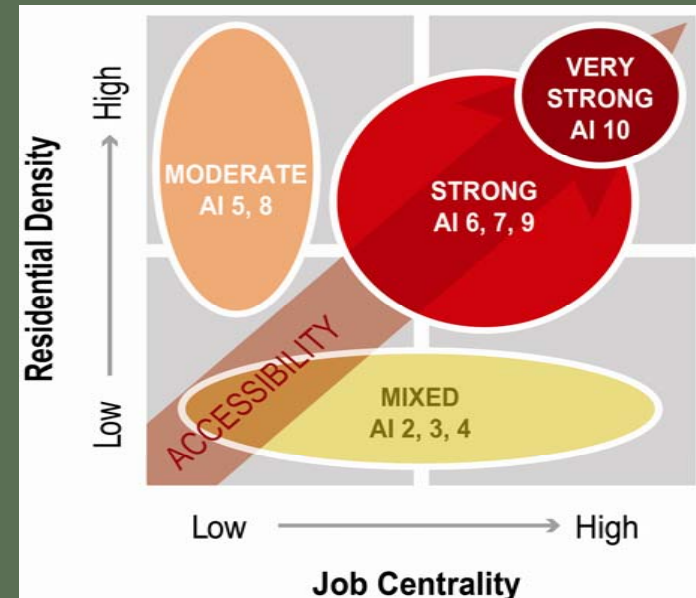 Residential Density
High
Low
VERY
STRONG
AI 10
MODERATE
AI 5, 8
STRONG
AI 6, 7, 9
ACCESSIBILITY
MIXED
AI 2, 3, 4
Low
High
Job Centrality